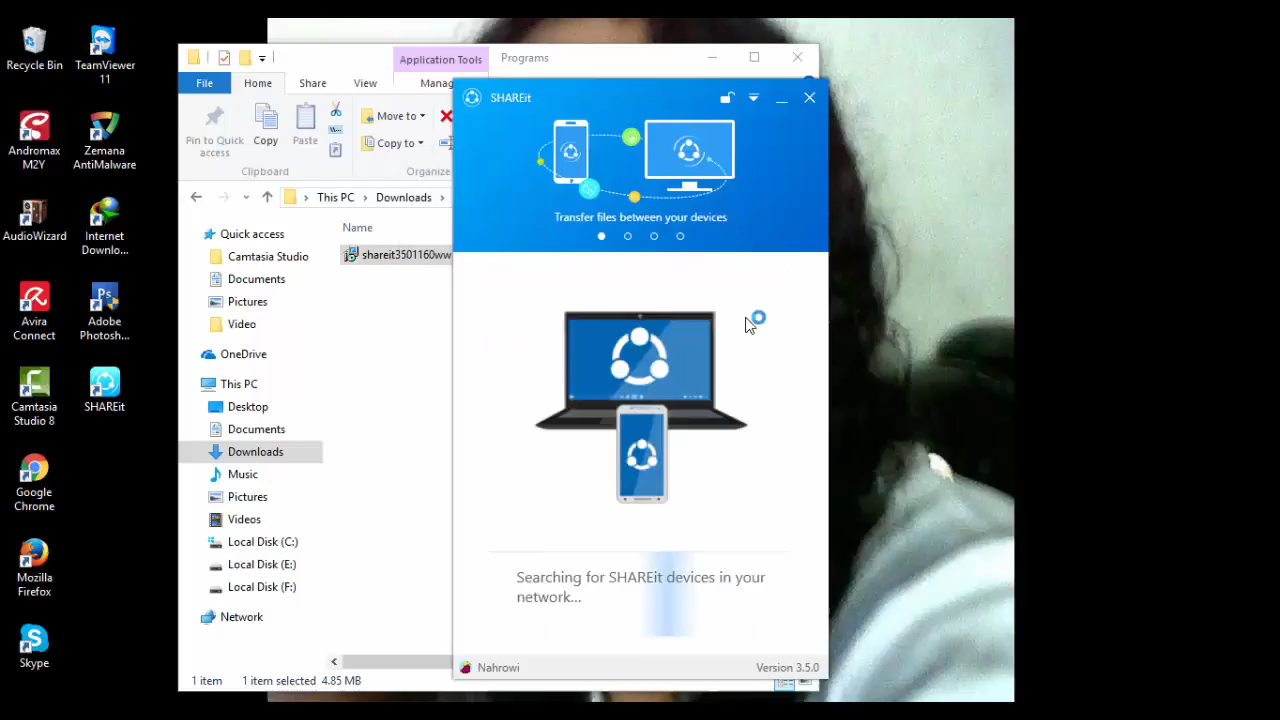 Recycle Bin
TeamViewer
11
Andromax
M2Y
Zemana
AntiMalware
AudioWizard
Internet
Downlo...
Avira
Connect
Adobe
Photosh...
Camtasia
Studio 8
SHAREit
Google
Chrome
Mozilla
Firefox
Skype
Application Tools
Programs
File
Home
Share
View
Manag
Pin to Quick
access
Copy
Paste
Move to
Copy to
Clipboard
Organize
This PC
Downloads
Name
shareit3501160ww
Quick access
Camtasia Studio
Documents
Pictures
Video
OneDrive
This PC
Desktop
Documents
Downloads
Music
Pictures
Videos
Local Disk (C:)
Local Disk (E:)
Local Disk (F:)
Network
1 item
1 item selected 4.85 MB
SHAREit
Transfer files between your devices
Searching for SHAREit devices in your
network...
Nahrowi
Version 3.5.0